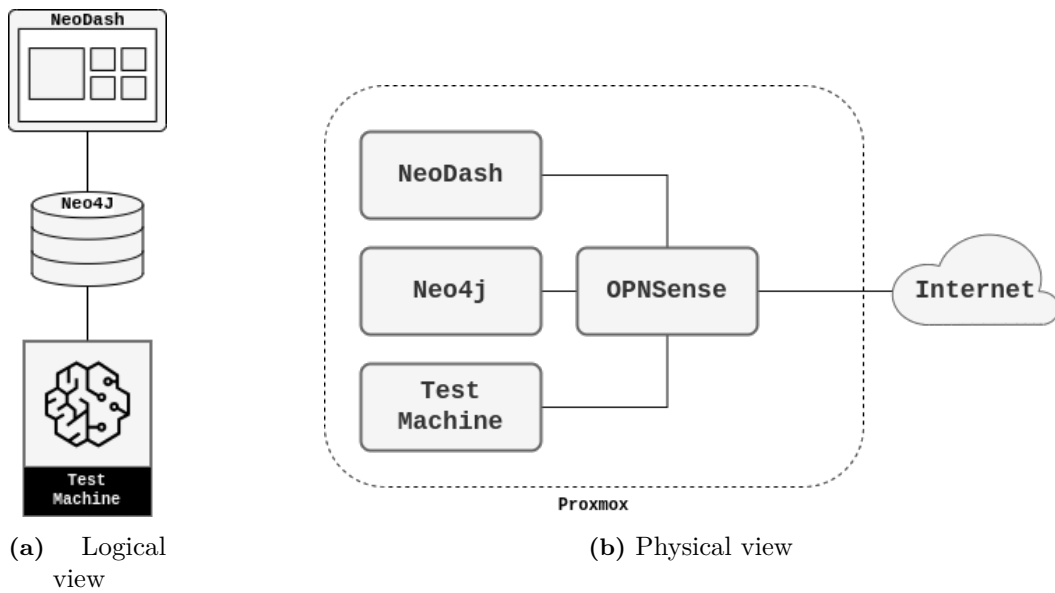 NeoDash
Neo4J
Test
Machine
(a) Logical
view
NeoDash
Neo4j
OPNSense
Internet
Test
Machine
Proxmox
(b) Physical view